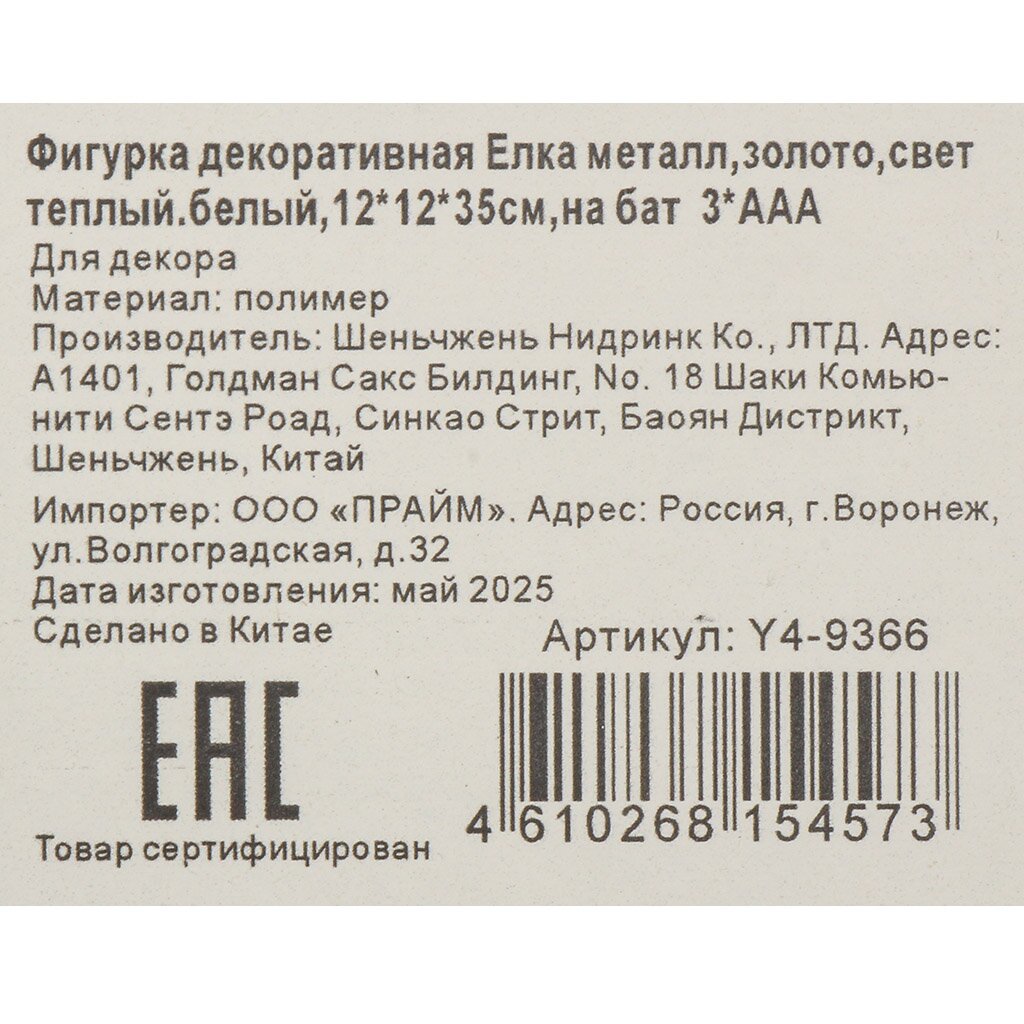 Фигурка декоративная Елка металл,золото,свет
теплый.белый,12*12*35см,на бат 3*ААА
Для декора
Материал: полимер
Производитель: Шеньчжень Нидринк Ко., ЛТД. Адрес:
А1401, Голдман Сакс Билдинг, No. 18 Шаки Комью-
нити Сентэ Роад, Синкао Стрит, Баоян Дистрикт,
Шеньчжень, Китай
Импортер: ООО «ПРАЙМ». Адрес: Россия, г.Воронеж,
ул.Волгоградская, д.32
Дата изготовления: май 2025
Сделано в Китае
Артикул: Y4-9366
ЕАС
Товар сертифицирован
4 610268 154573